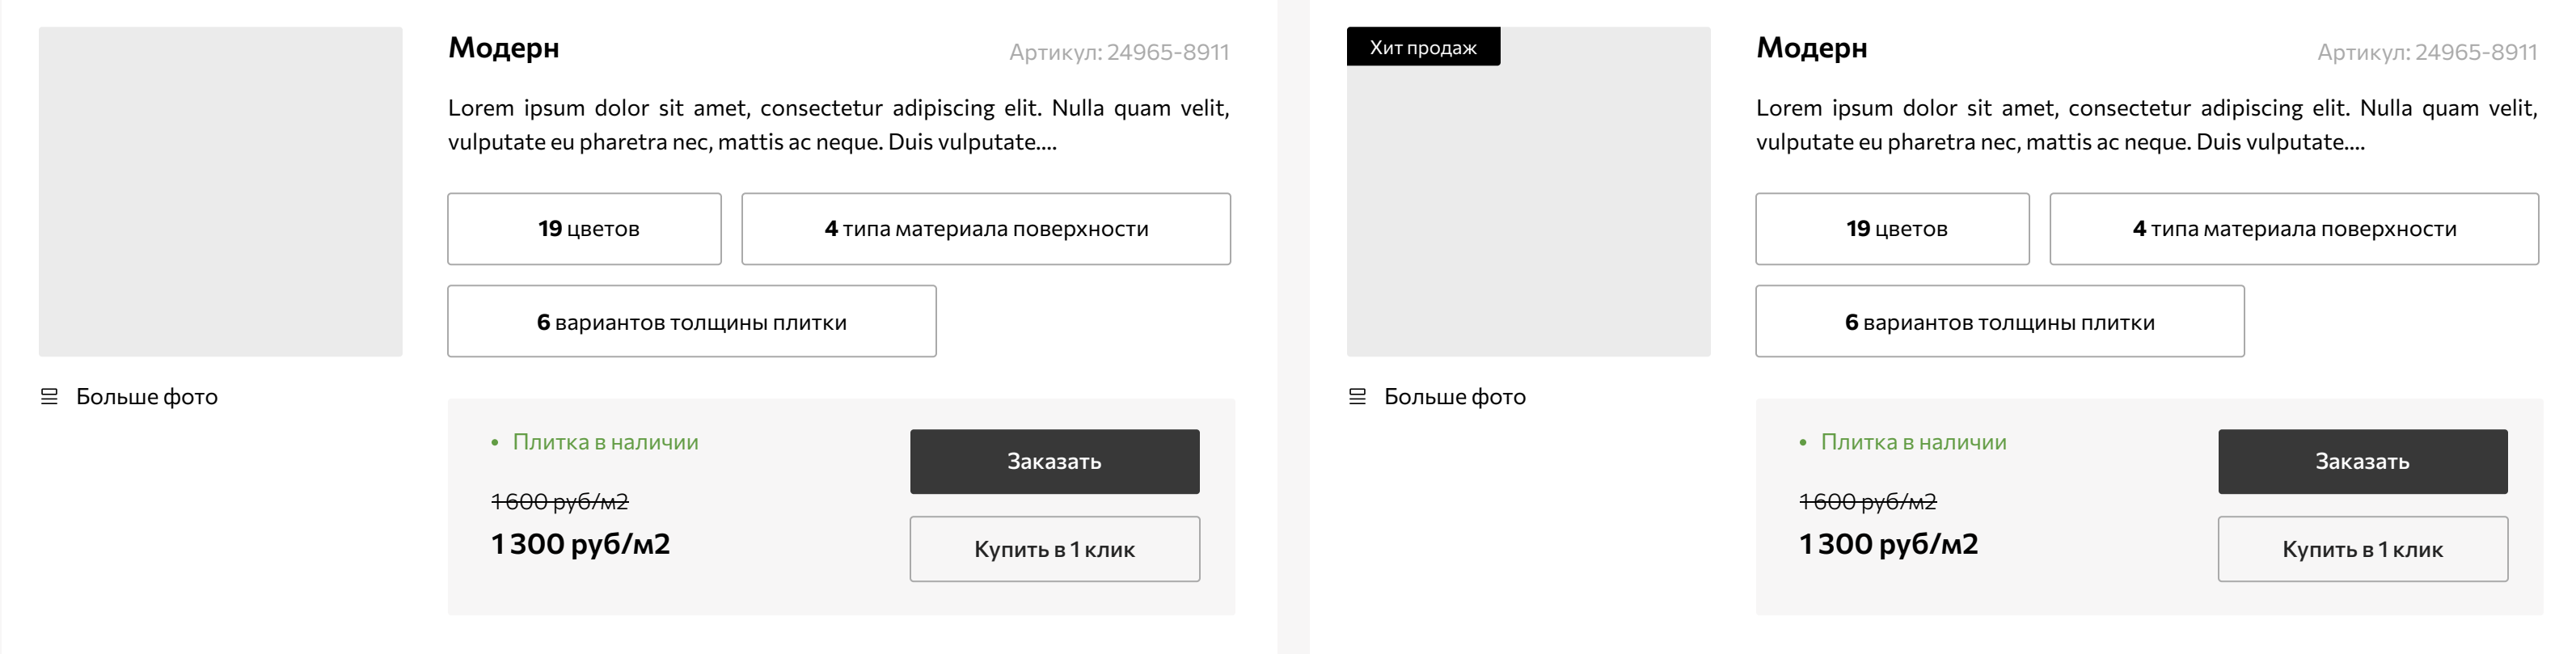 Модерн
Артикул: 24965-8911
Lorem ipsum dolor sit amet, consectetur adipiscing elit. Nulla quam velit,
vulputate eu pharetra nec, mattis ac neque. Duis vulputate....
19 цветов
4 типа материала поверхности
6 вариантов толщины плитки
Больше фото
• Плитка в наличии
1 600 руб/м2
1 300 руб/м2
Заказать
Купить в 1 клик
Хит продаж
Модерн
Артикул: 24965-8911
Lorem ipsum dolor sit amet, consectetur adipiscing elit. Nulla quam velit,
vulputate eu pharetra nec, mattis ac neque. Duis vulputate....
19 цветов
4 типа материала поверхности
6 вариантов толщины плитки
Больше фото
• Плитка в наличии
1 600 руб/м2
1 300 руб/м2
Заказать
Купить в 1 клик